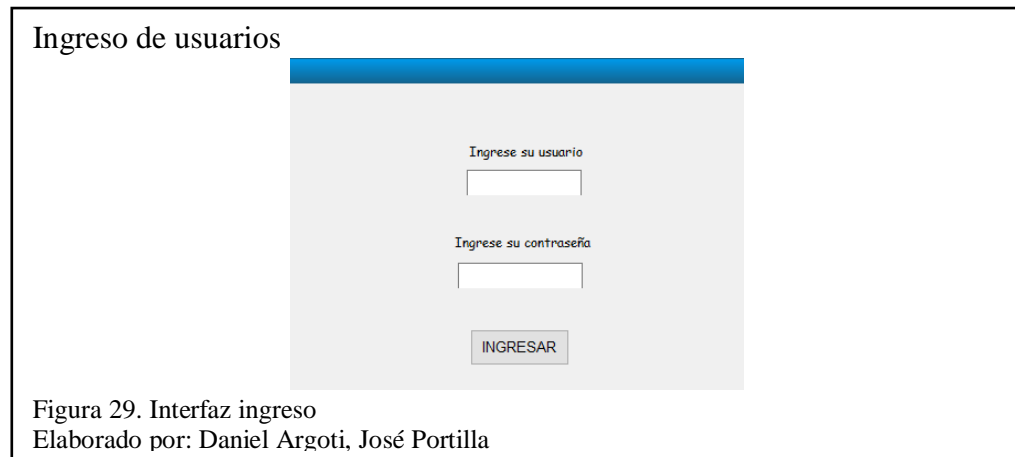 Ingreso de usuarios
Ingrese su usuario
Ingrese su contraseña
INGRESAR
Figura 29. Interfaz ingreso
Elaborado por: Daniel Argoti, José Portilla